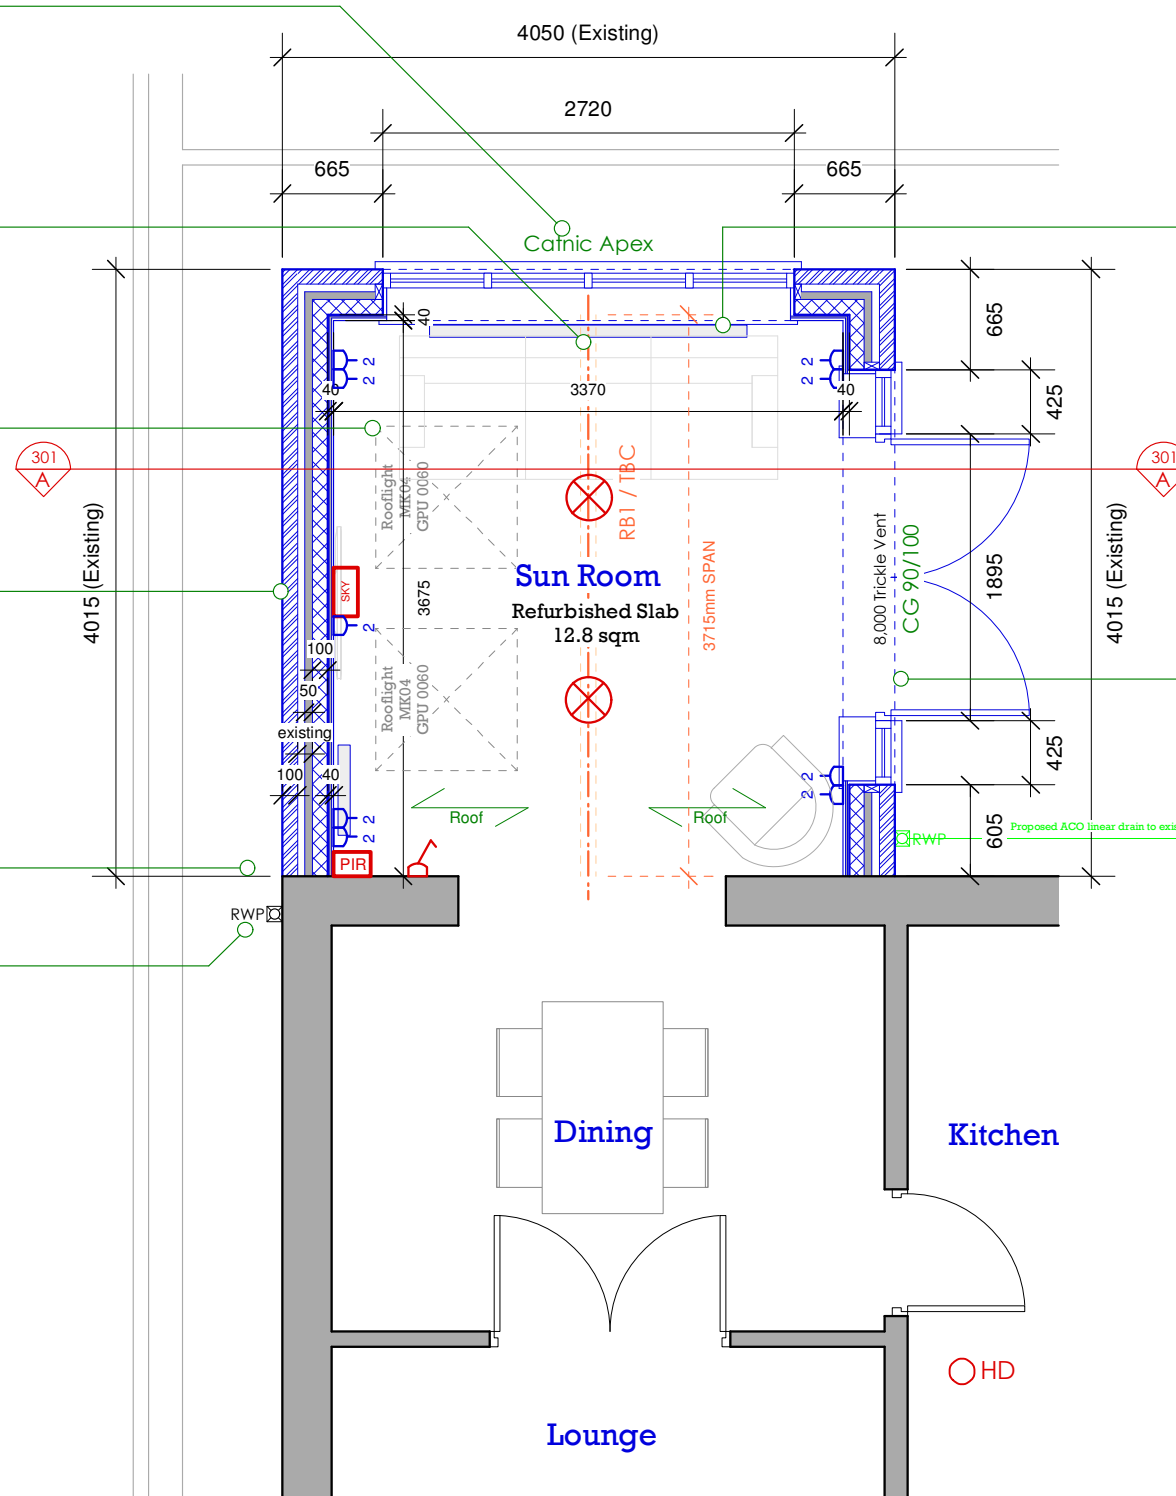 4050 (Existing)
2720
665
665
Catnic Apex
40
665
2
2
2
2
40
3370
40
425
301
A
301
A
Rooflight
MK04
GPU 0060
RB1 / TBC
4015 (Existing)
8,000 Trickle Vent
CG 90/100
1895
4015 (Existing)
3715mm SPAN
Sun Room
Refurbished Slab
12.8 sqm
SKY
3675
2
100
50
existing
100
40
Rooflight
MK04
GPU 0060
425
2
2
2
2
Roof
Roof
605
Proposed ACO linear drain to exis
RWP
PIR
RWP
Dining
Kitchen
HD
Lounge